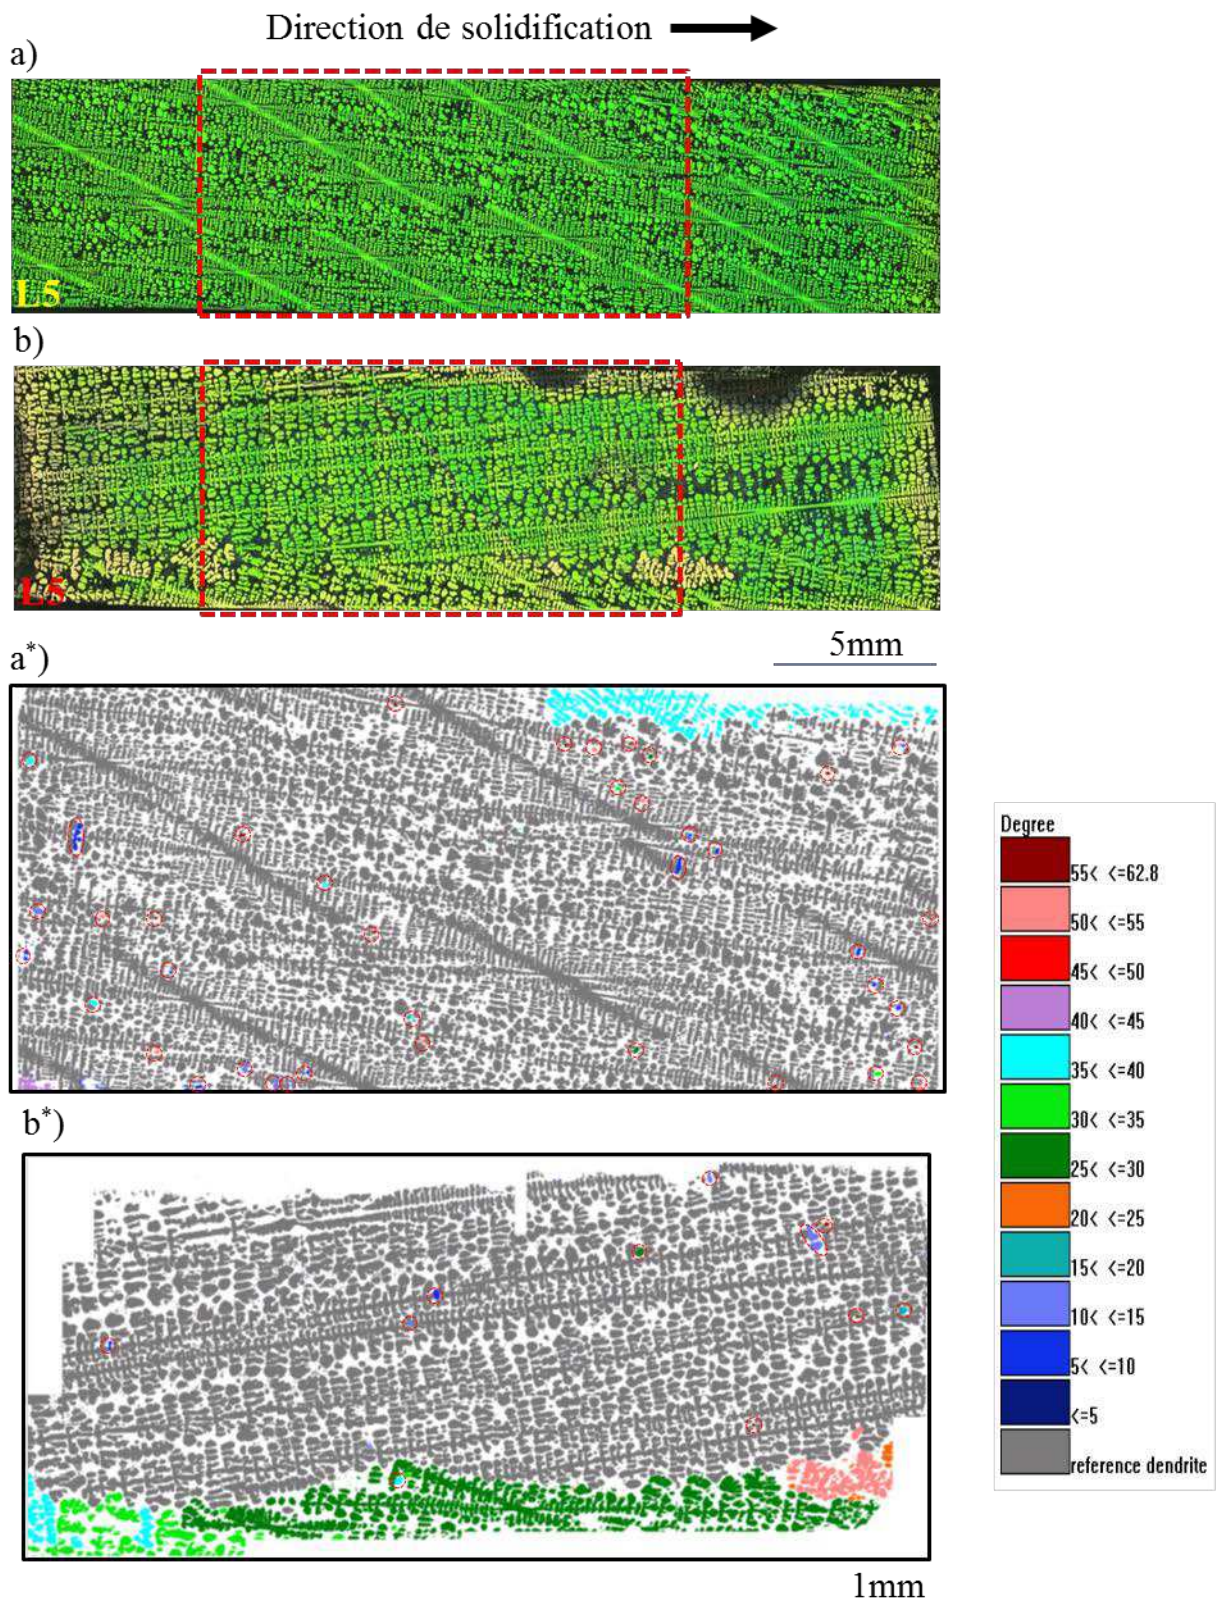 Direction de solidification
a)
L5
b)
L5
5mm
a*)
b*)
1mm
Degree
55< <=62.8
50< <=55
45< <=50
40< <=45
35< <=40
30< <=35
25< <=30
20< <=25
15< <=20
10< <=15
5< <=10
<=5
reference dendrite